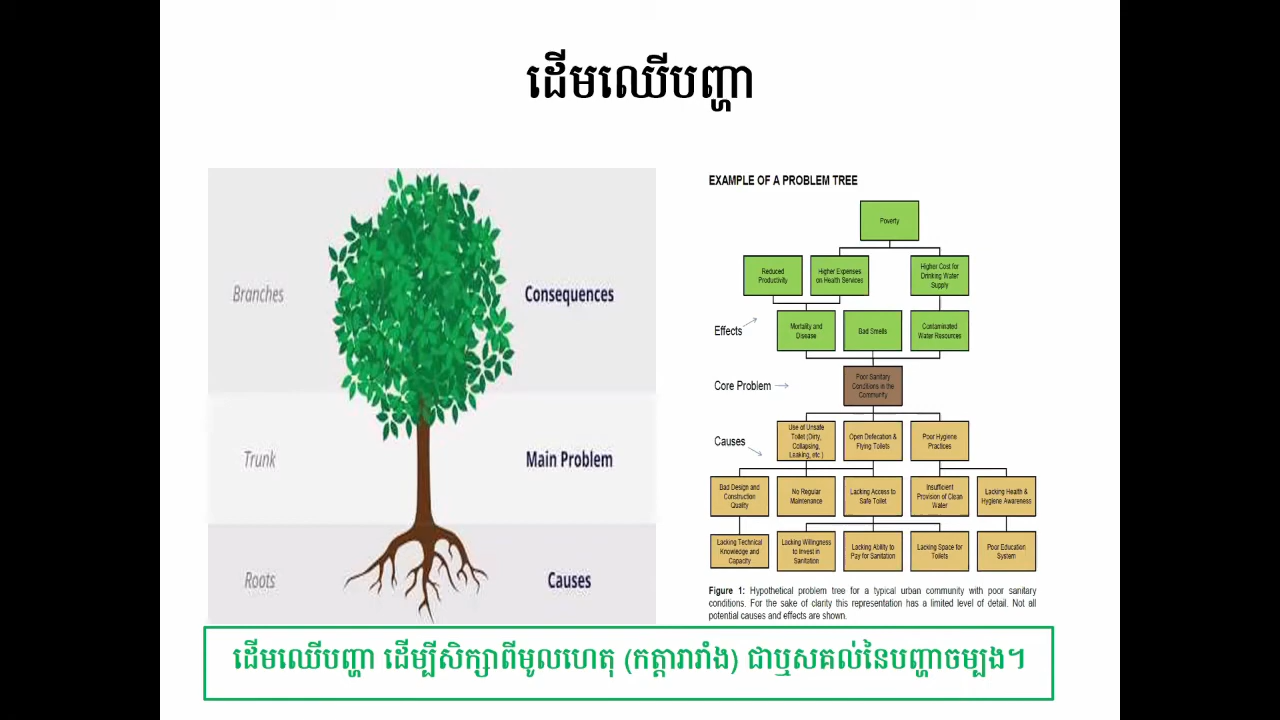 ដើមឈើបញ្ហា
Branches
Consequences
Trunk
Main Problem
Roots
Causes
EXAMPLE OF A PROBLEM TREE
Poverty
Reduced
Productivity
Higher Expenses
on Health Services
Higher Cost for
Drinking Water
Supply
Effects
Mortality and
Disease
Bad Smells
Contaminated
Water Resources
Core Problem
Poor Sanitary
Conditions in the
Community
Causes
Use of Unsafe
Toilet (Dirty,
Collapsing,
Leaking, etc.)
Open Defecation &
Flying Toilets
Poor Hygiene
Practices
Bad Design and
Construction
Quality
No Regular
Maintenance
Lacking Access to
Safe Toilet
Insufficient
Provision of Clean
Water
Lacking Health &
Hygiene Awareness
Lacking Technical
Knowledge and
Capacity
Lacking Willingness
to Invest in
Sanitation
Lacking Ability to
Pay for Sanitation
Lacking Space for
Toilets
Poor Education
System
Figure 1: Hypothetical problem tree for a typical urban community with poor sanitary
conditions. For the sake of clarity this representation has a limited level of detail. Not all
potential causes and effects are shown.
ដើមឈើបញ្ហា ដើម្បីសិក្សាពីមូលហេតុ (កត្តារារាំង) ជាឬសគល់នៃបញ្ហាចម្បង។